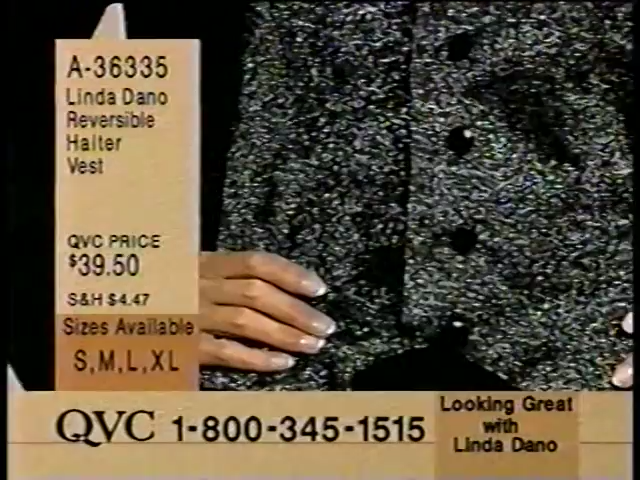 A-36335
Linda Dano
Reversible
Halter
Vest
QVC PRICE
$39.50
S&H $4.47
Sizes Available
S,M,L,XL
QVC 1-800-345-1515
Looking Great
with
Linda Dano